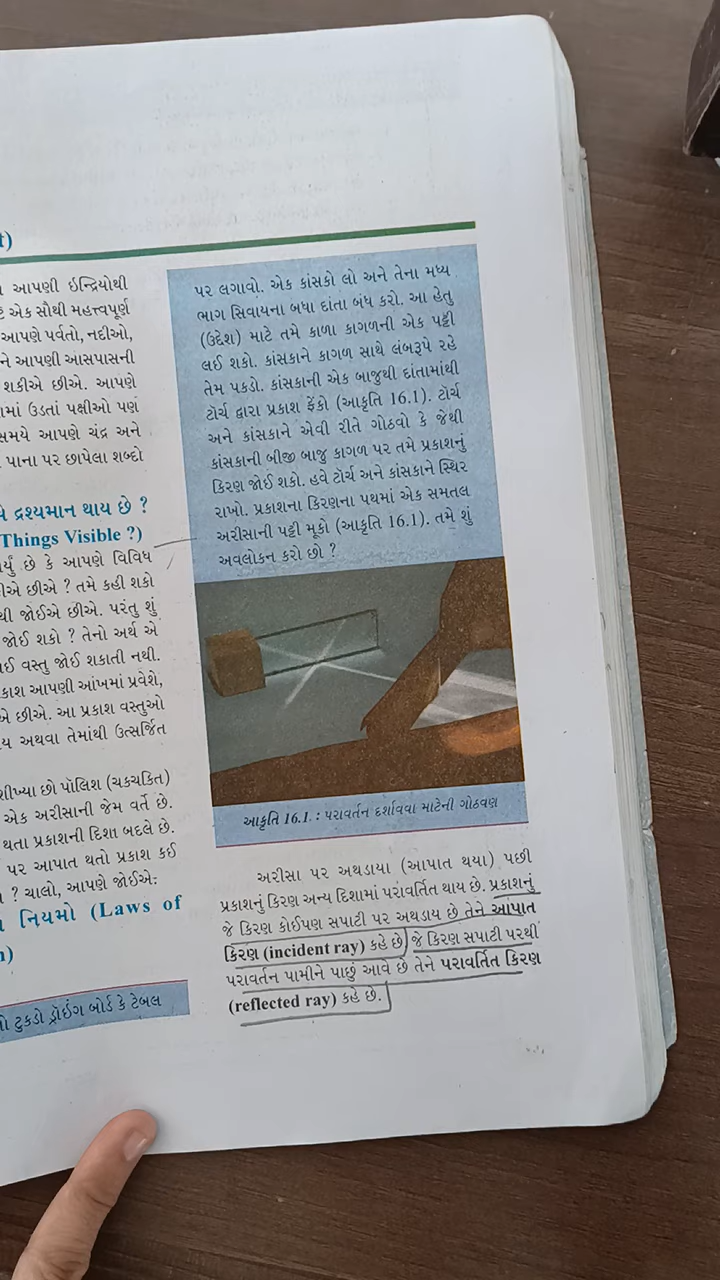 t)
આપણી ઇન્દ્રિયોથી
એક સૌથી મહત્ત્વપૂર્ણ
આપણે પર્વતો, નદીઓ,
ને આપણી આસપાસની
શકીએ છીએ. આપણે
માં ઉડતાં પક્ષીઓ પણ
સમયે આપણે ચંદ્ર અને
પાના પર છાપેલા શબ્દો
દ્રશ્યમાન થાય છે ?
Things Visible ?)
ર્યું છે કે આપણે વિવિધ
ીએ છીએ ? તમે કહી શકો
થી જોઈએ છીએ. પરંતુ શું
જોઈ શકો ? તેનો અર્થ એ
ઈ વસ્તુ જોઈ શકાતી નથી.
કાશ આપણી આંખમાં પ્રવેશે,
એ છીએ. આ પ્રકાશ વસ્તુઓ
ય અથવા તેમાંથી ઉત્સર્જિત
શીખ્યા છો પૉલિશ (ચકચકિત)
એક અરીસાની જેમ વર્તે છે.
થતા પ્રકાશની દિશા બદલે છે.
પર આપાત થતો પ્રકાશ કઈ
? ચાલો, આપણે જોઈએ:
નિયમો (Laws of
n)
ો ટુકડો ડ્રૉઇંગ બોર્ડ કે ટેબલ
પર લગાવો. એક કાંસકો લો અને તેના મધ્ય
ભાગ સિવાયના બધા દાંતા બંધ કરો. આ હેતુ
(ઉદ્દેશ) માટે તમે કાળા કાગળની એક પટ્ટી
લઈ શકો. કાંસકાને કાગળ સાથે લંબરૂપે રહે
તેમ પકડો. કાંસકાની એક બાજુથી દાંતામાંથી
ટૉર્ચ દ્વારા પ્રકાશ ફેંકો (આકૃતિ 16.1). ટૉર્ચ
અને કાંસકાને એવી રીતે ગોઠવો કે જેથી
કાંસકાની બીજી બાજુ કાગળ પર તમે પ્રકાશનું
કિરણ જોઈ શકો. હવે ટૉર્ચ અને કાંસકાને સ્થિર
રાખો. પ્રકાશના કિરણના પથમાં એક સમતલ
અરીસાની પટ્ટી મૂકો (આકૃતિ 16.1). તમે શું
અવલોકન કરો છો ?
આકૃતિ 16.1 : પરાવર્તન દર્શાવવા માટેની ગોઠવણ
અરીસા પર અથડાયા (આપાત થયા) પછી
પ્રકાશનું કિરણ અન્ય દિશામાં પરાવર્તિત થાય છે. પ્રકાશનું
જે કિરણ કોઈપણ સપાટી પર અથડાય છે તેને આપાત
કિરણ (incident ray) કહે છે. જે કિરણ સપાટી પરથી
પરાવર્તન પામીને પાછું આવે છે તેને પરાવર્તિત કિરણ
(reflected ray) કહે છે.